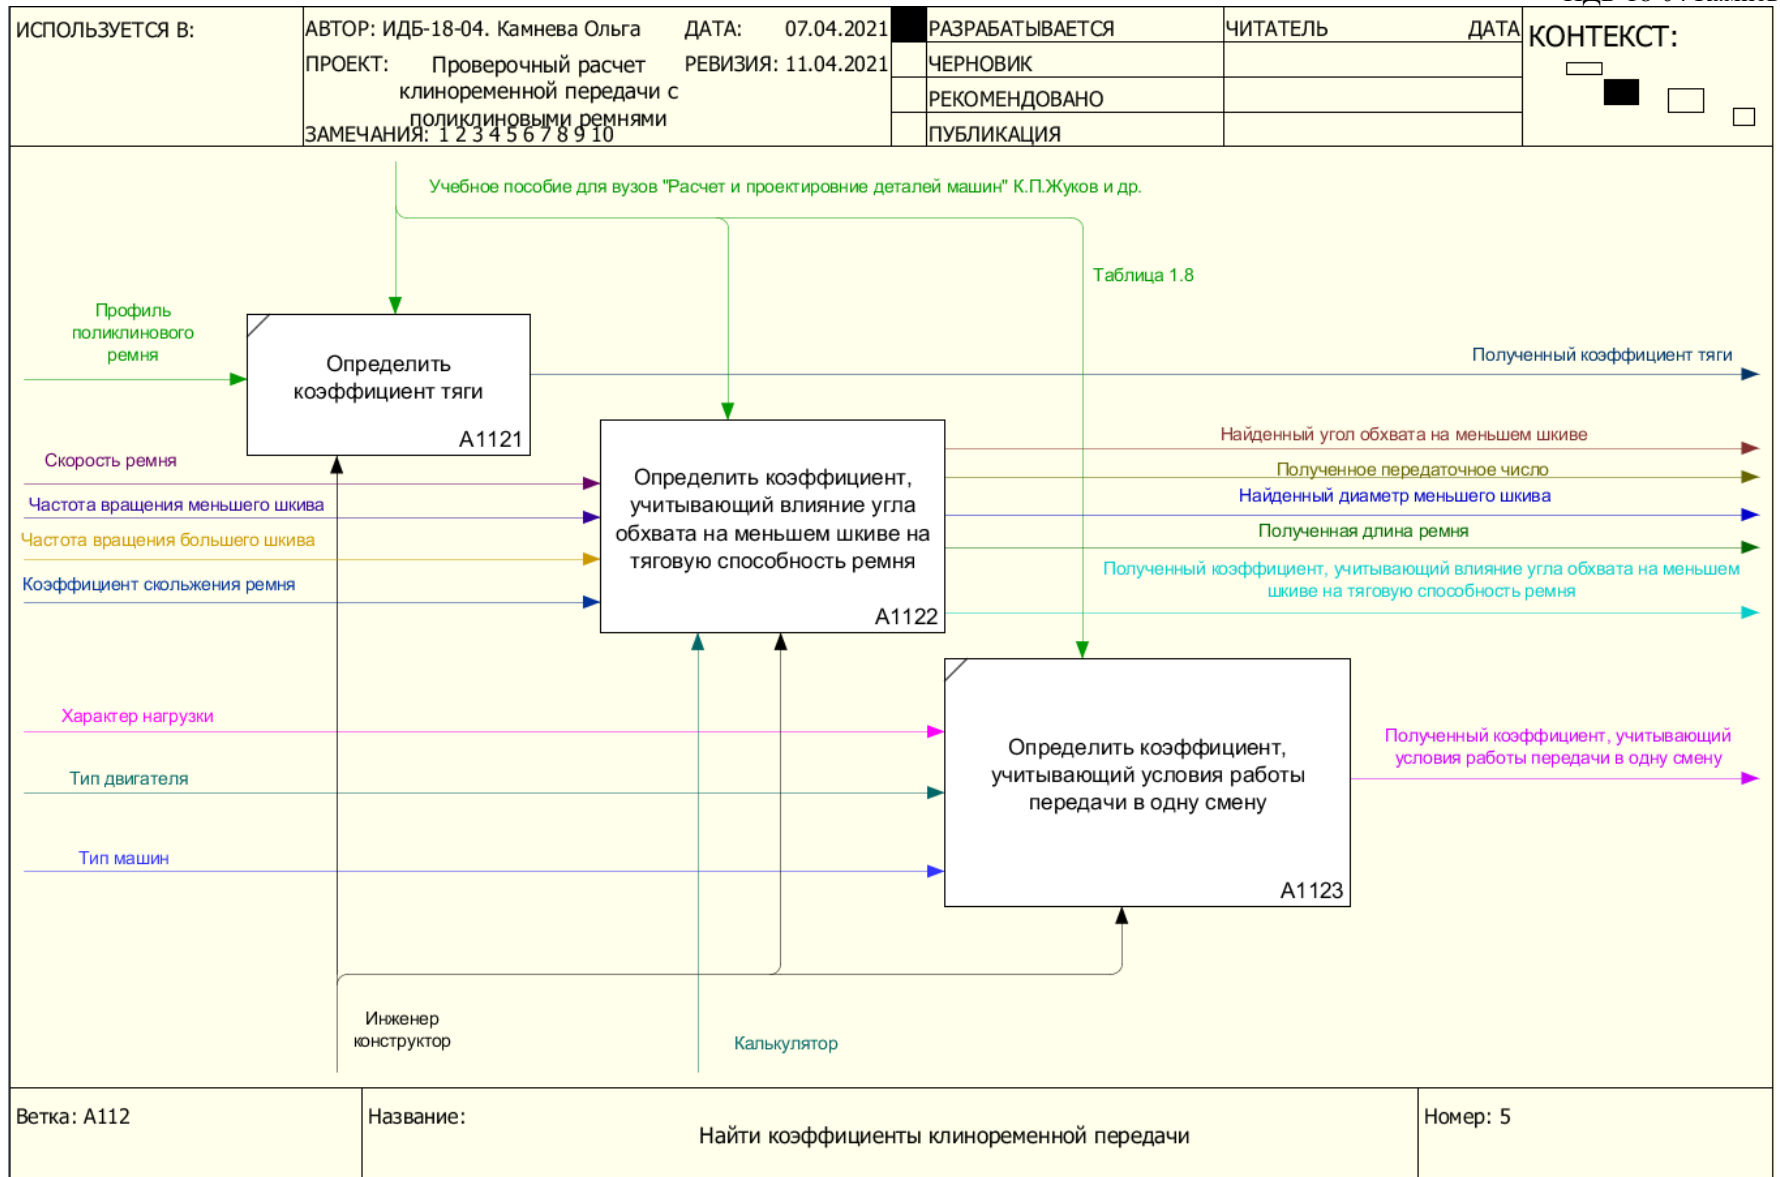 ИСПОЛЬЗУЕТСЯ В:
АВТОР: ИДБ-18-04. Камнева Ольга
ДАТА: 07.04.2021
ПРОЕКТ: Проверочный расчет
клиноременной передачи с
поликлиновыми ремнями
РЕВИЗИЯ: 11.04.2021
ЗАМЕЧАНИЯ: 1 2 3 4 5 6 7 8 9 10
РАЗРАБАТЫВАЕТСЯ
ЧЕРНОВИК
РЕКОМЕНДОВАНО
ПУБЛИКАЦИЯ
ЧИТАТЕЛЬ
ДАТА
КОНТЕКСТ:
Учебное пособие для вузов "Расчет и проектировние деталей машин" К.П.Жуков и др.
Таблица 1.8
Профиль
поликлинового
ремня
Определить
коэффициент тяги
A1121
Полученный коэффициент тяги
Скорость ремня
Частота вращения меньшего шкива
Частота вращения большего шкива
Коэффициент скольжения ремня
Определить коэффициент,
учитывающий влияние угла
обхвата на меньшем шкиве на
тяговую способность ремня
A1122
Найденный угол обхвата на меньшем шкиве
Полученное передаточное число
Найденный диаметр меньшего шкива
Полученная длина ремня
Полученный коэффициент, учитывающий влияние угла обхвата на меньшем
шкиве на тяговую способность ремня
Характер нагрузки
Тип двигателя
Тип машин
Определить коэффициент,
учитывающий условия работы
передачи в одну смену
A1123
Полученный коэффициент, учитывающий
условия работы передачи в одну смену
Инженер
конструктор
Калькулятор
Ветка: A112
Название:
Найти коэффициенты клиноременной передачи
Номер: 5